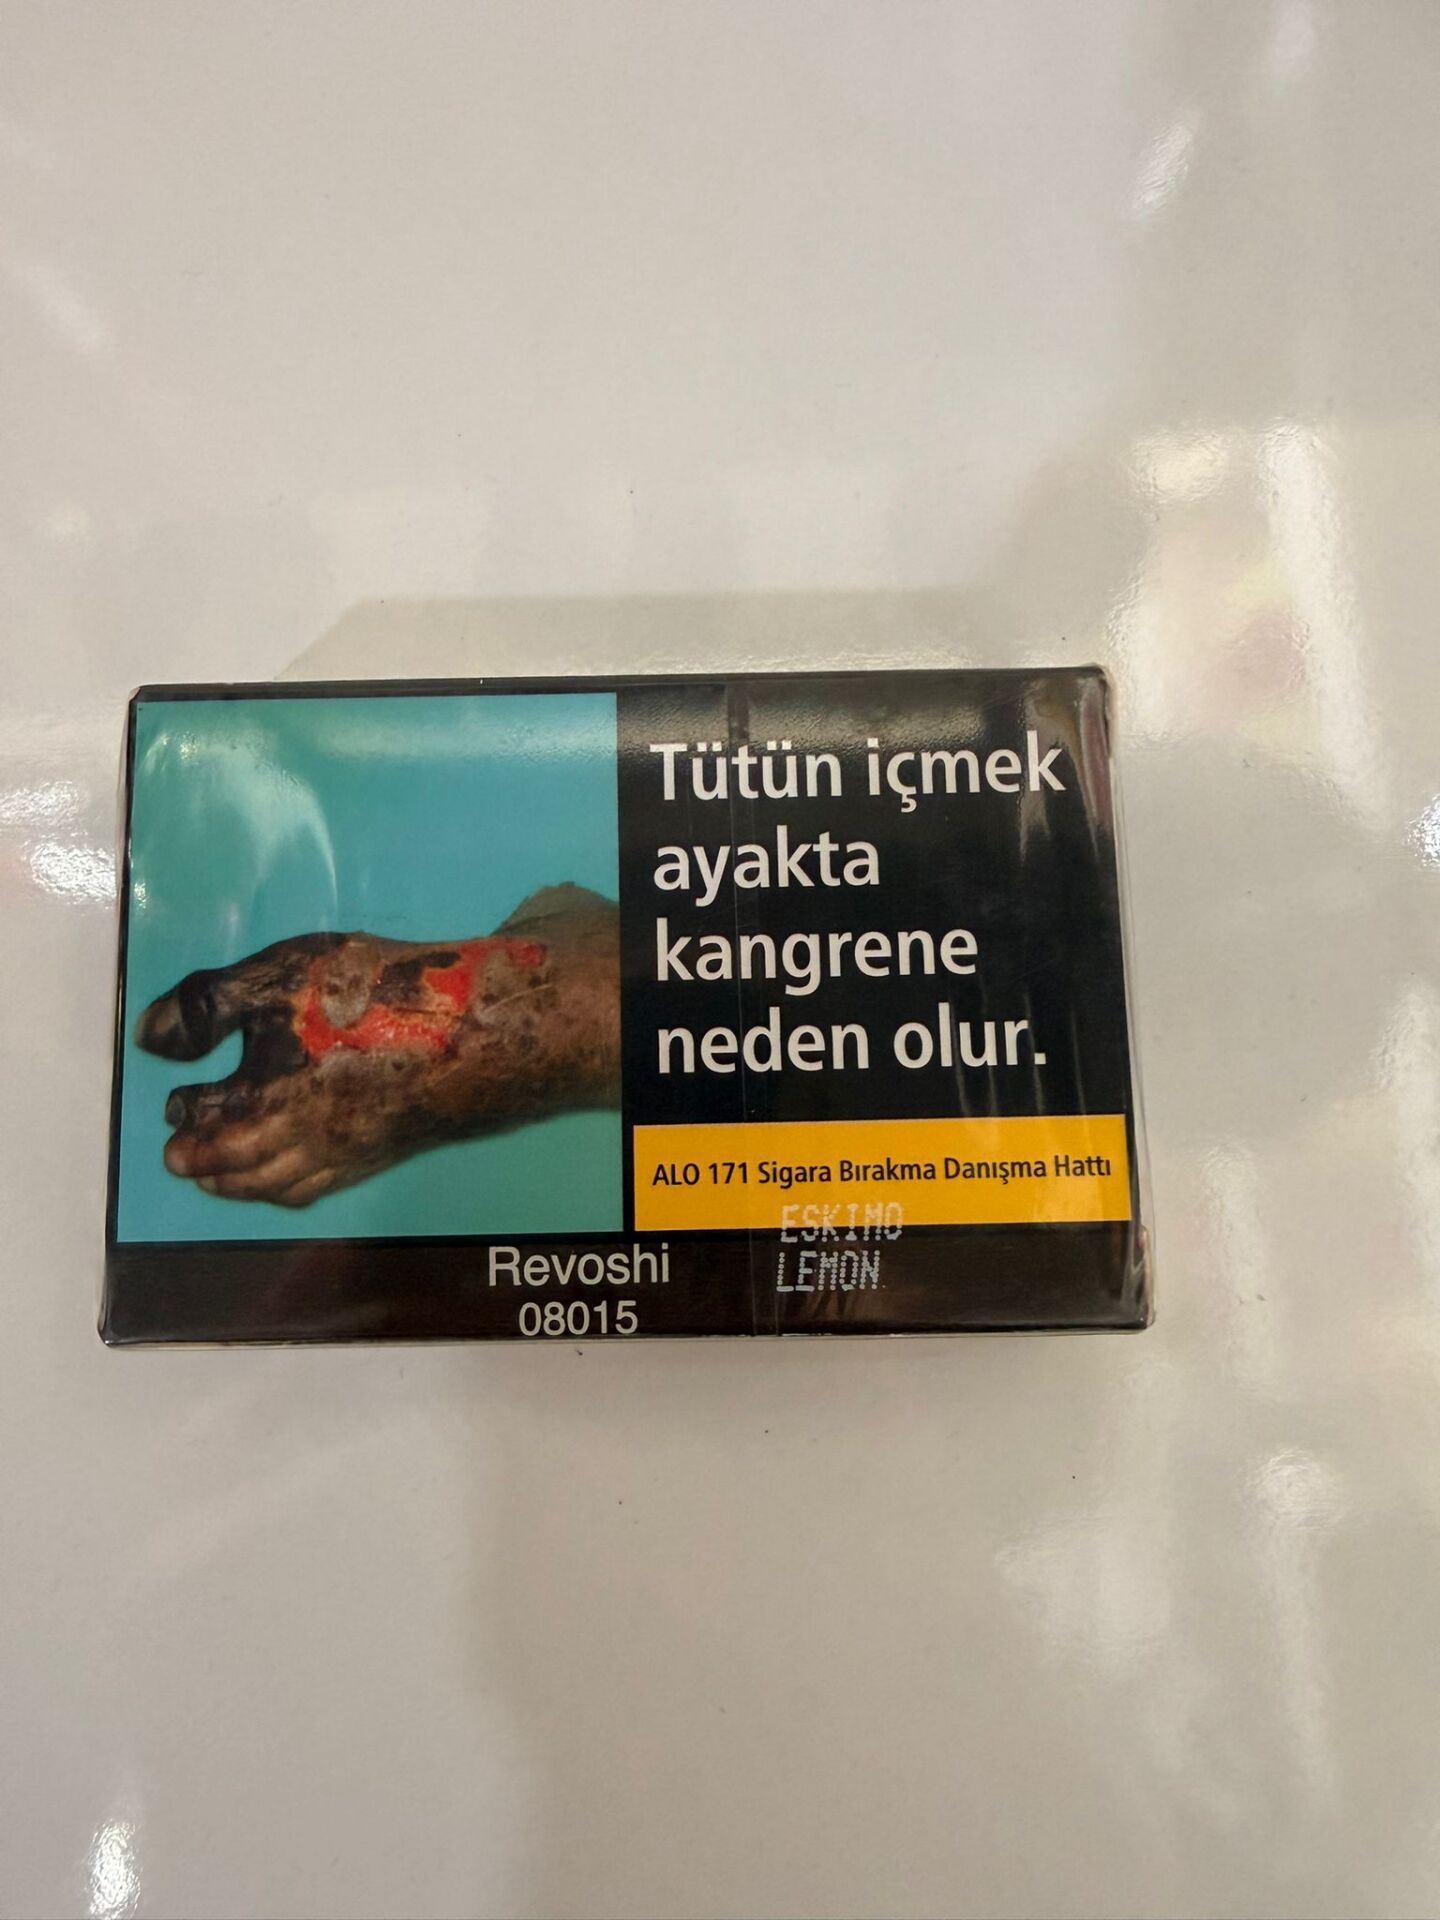 Tütün içmek
ayakta
kangrene
neden olur.
ALO 171 Sigara Bırakma Danışma Hattı
ESKIMO
LEMON
Revoshi
08015